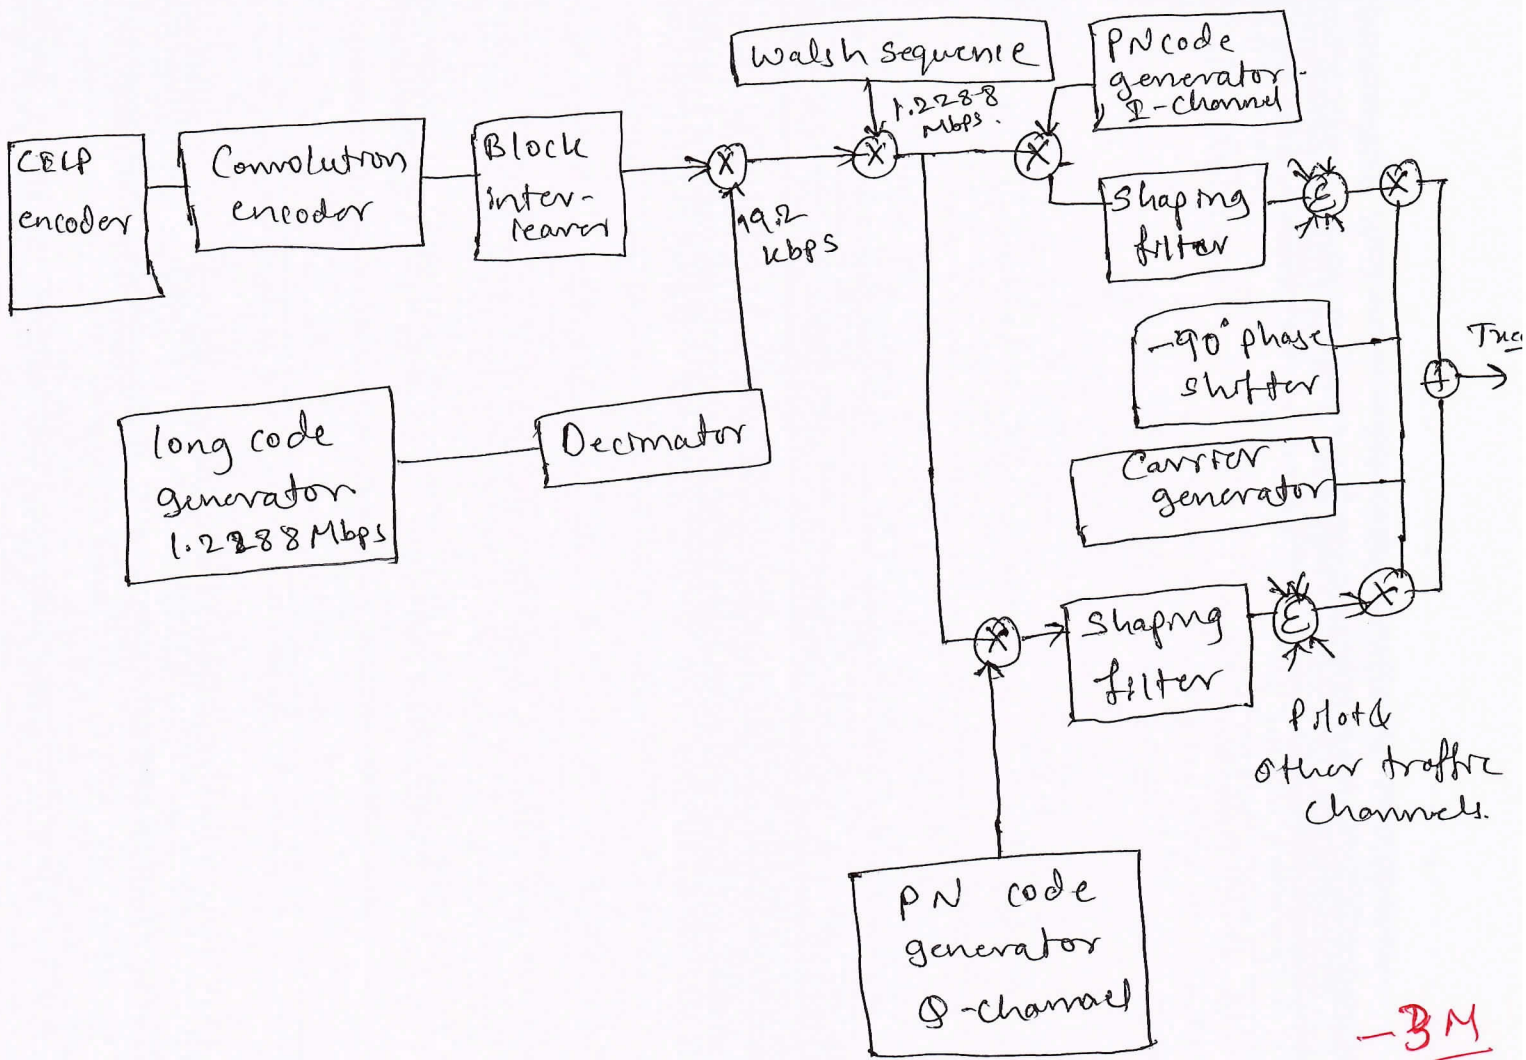 Walsh sequence
PN code
generator
I-channel
1.2288
Mbps.
CELP
encoder
Convolution
encoder
Block
inter-
leaver
19.2
kbps
Shaping
filter
-90° phase
shifter
long code
generator
1.2288 Mbps
Decimator
Carrier
generator
Shaping
filter
Pilot &
other traffic
channels.
PN code
generator
Q-channel
-3M